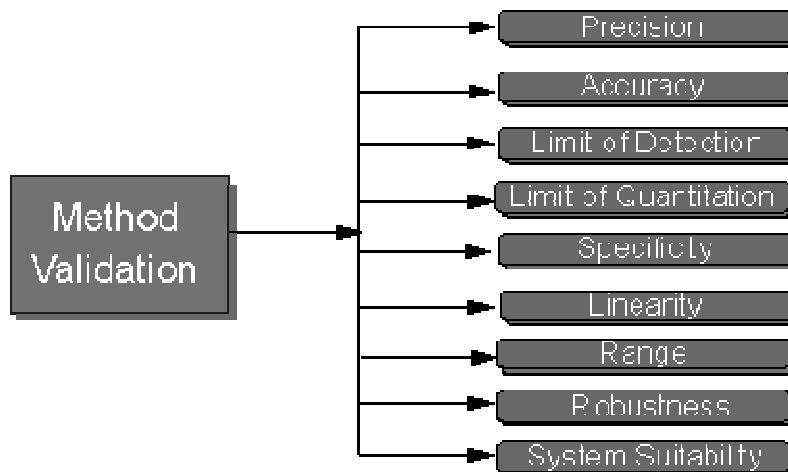 Method
Validation
Precision
Accuracy
Limit of Detection
Limit of Quantitation
Specificity
Linearity
Range
Robustness
System Suitability